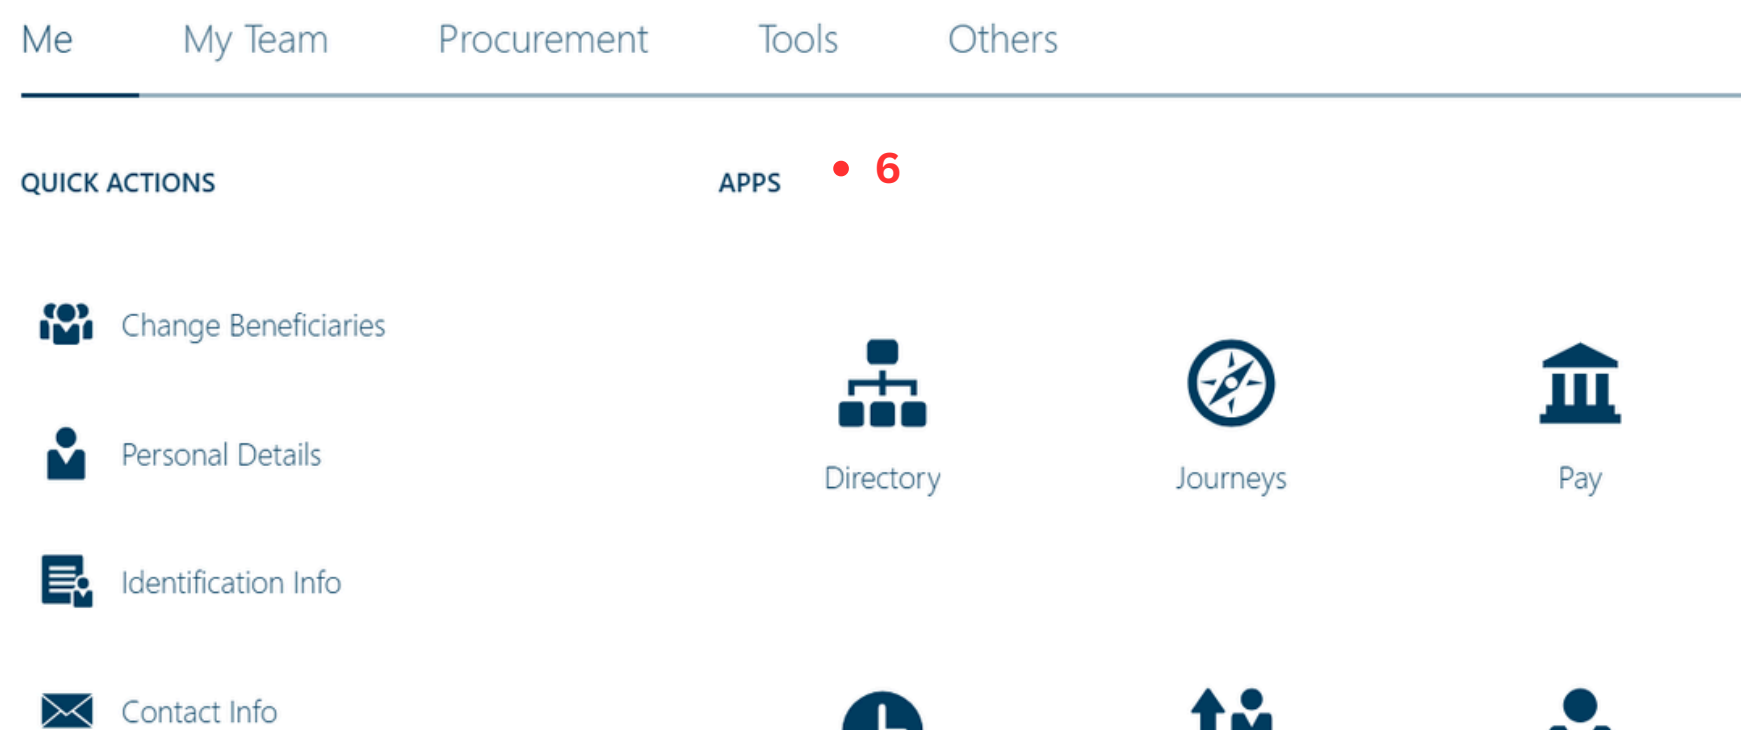 Me My Team Procurement Tools Others
QUICK ACTIONS
APPS • 6
Change Beneficiaries
Personal Details
Identification Info
Contact Info
Directory Journeys Pay